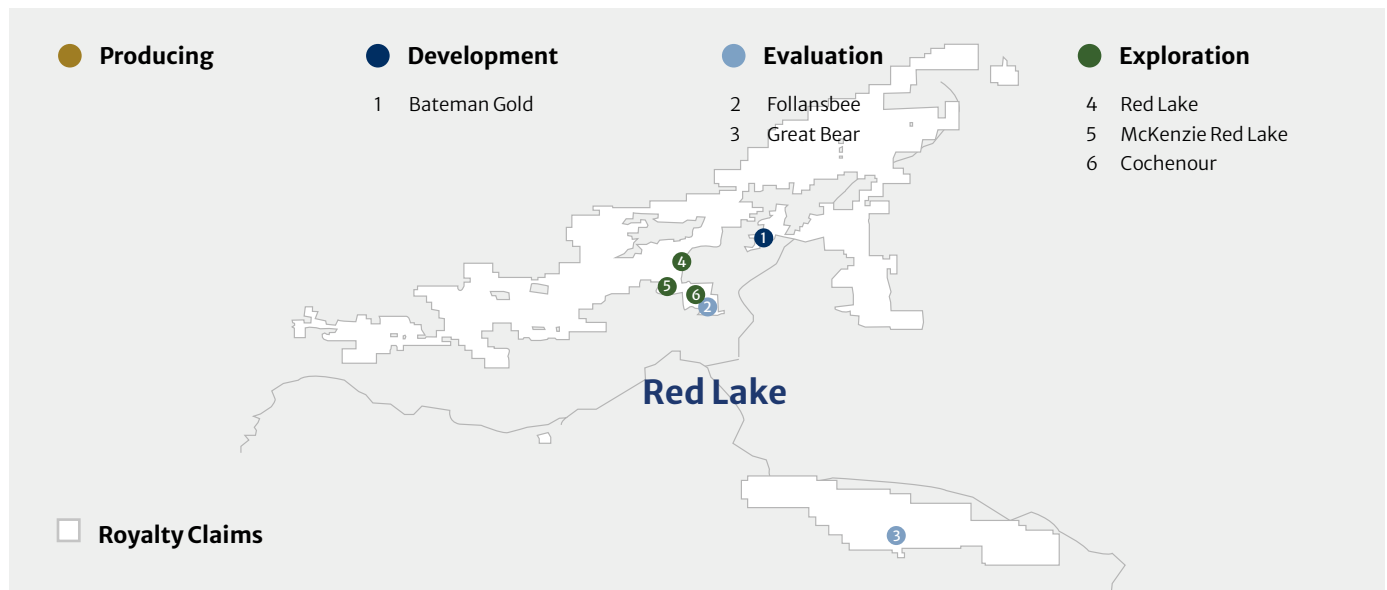 Producing
Development
1 Bateman Gold
Evaluation
2 Follansbee
3 Great Bear
Exploration
4 Red Lake
5 McKenzie Red Lake
6 Cochenour
1
4
5
6
2
Red Lake
3
Royalty Claims